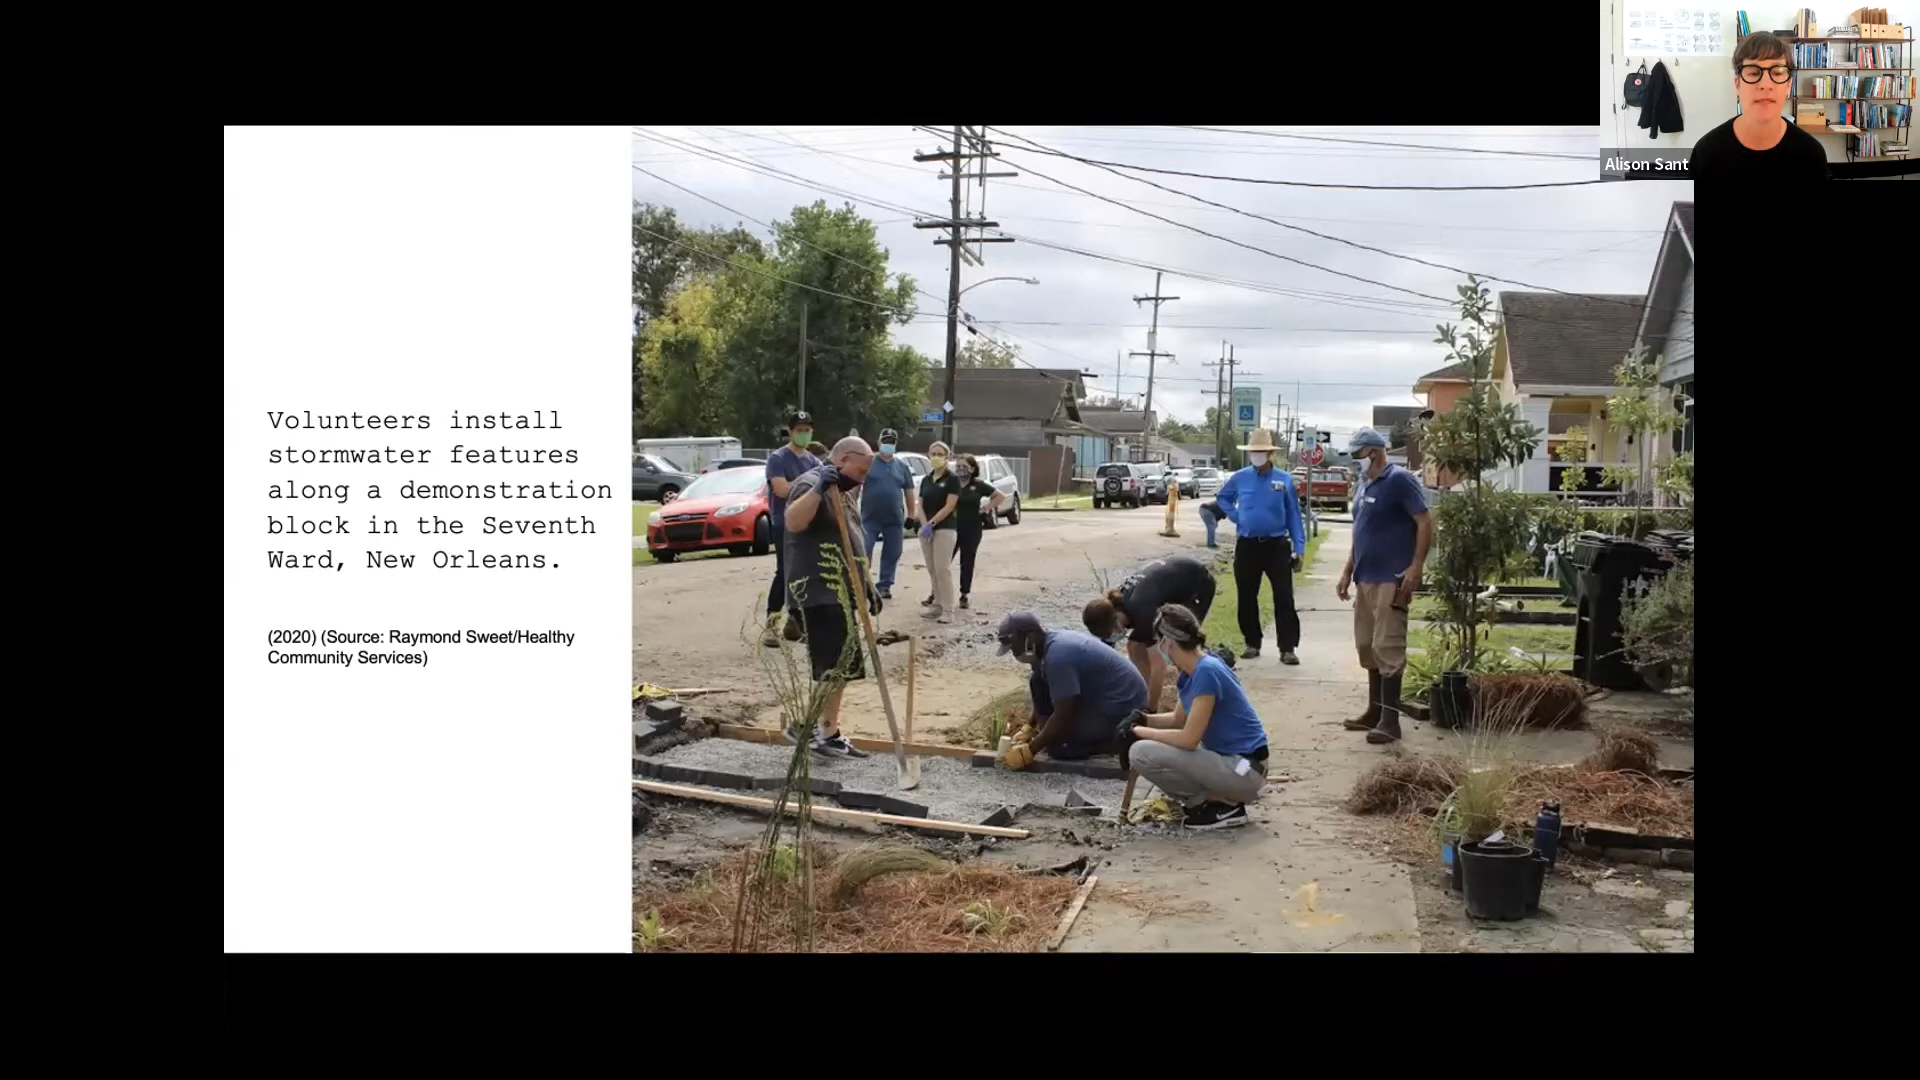 Alison Sant
Volunteers install
stormwater features
along a demonstration
block in the Seventh
Ward, New Orleans.
(2020) (Source: Raymond Sweet/Healthy
Community Services)
STOP